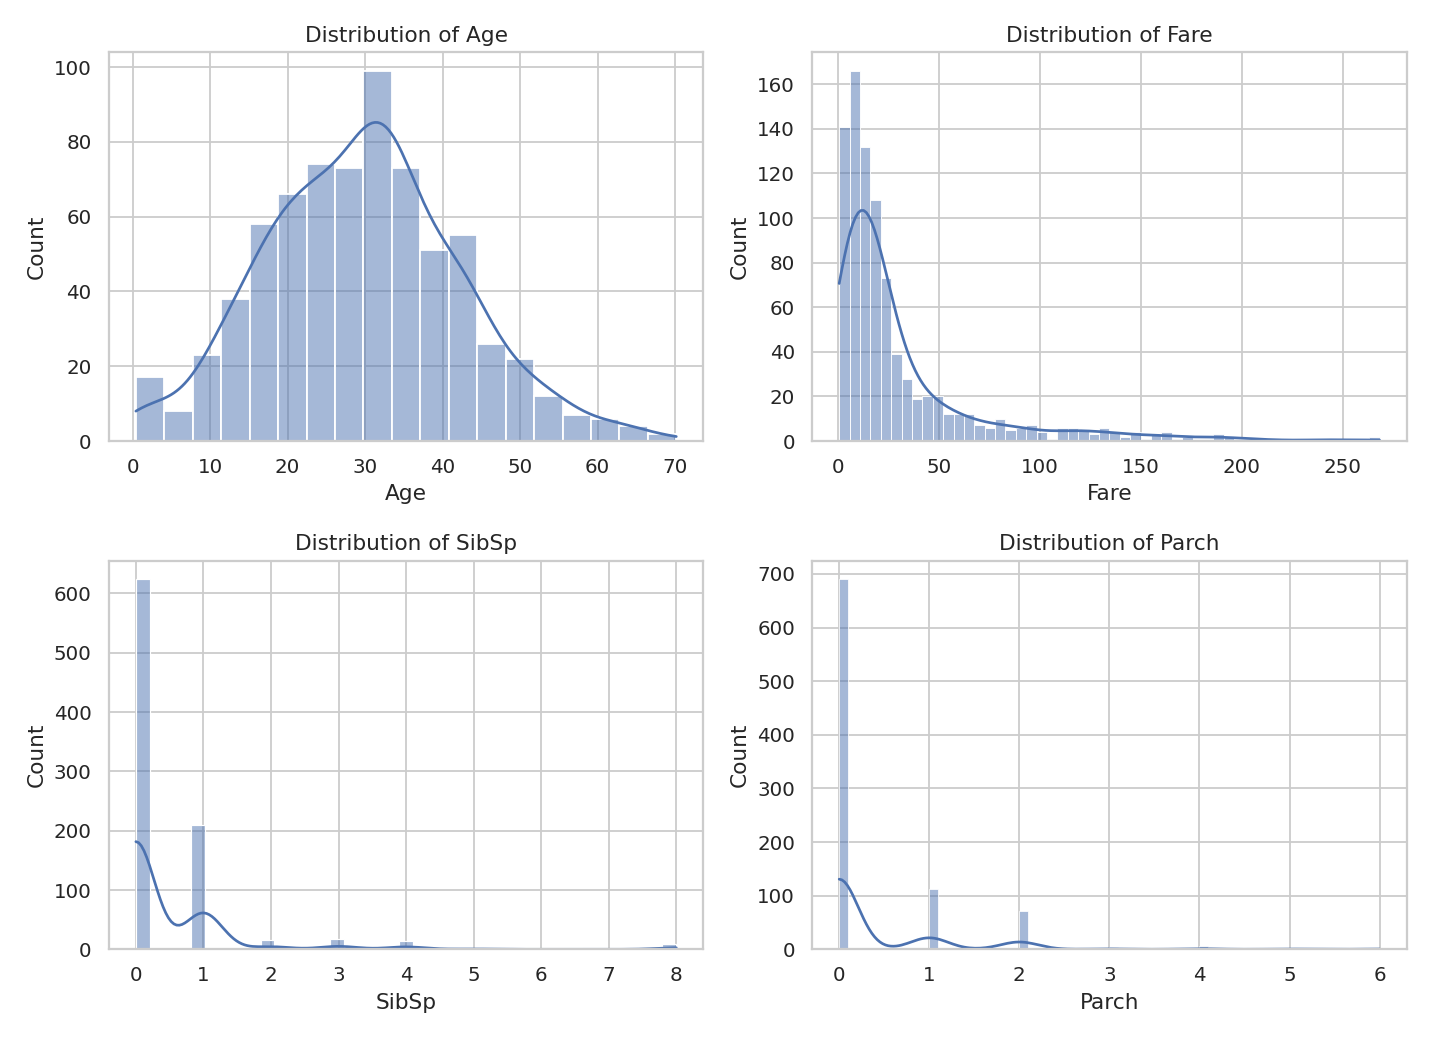 Distribution of Age
100
80
60
40
20
0
Count
0 10 20 30 40 50 60 70
Age
Distribution of Fare
160
140
120
100
80
60
40
20
0
Count
0 50 100 150 200 250
Fare
Distribution of SibSp
600
500
400
300
200
100
0
Count
0 1 2 3 4 5 6 7 8
SibSp
Distribution of Parch
700
600
500
400
300
200
100
0
Count
0 1 2 3 4 5 6
Parch